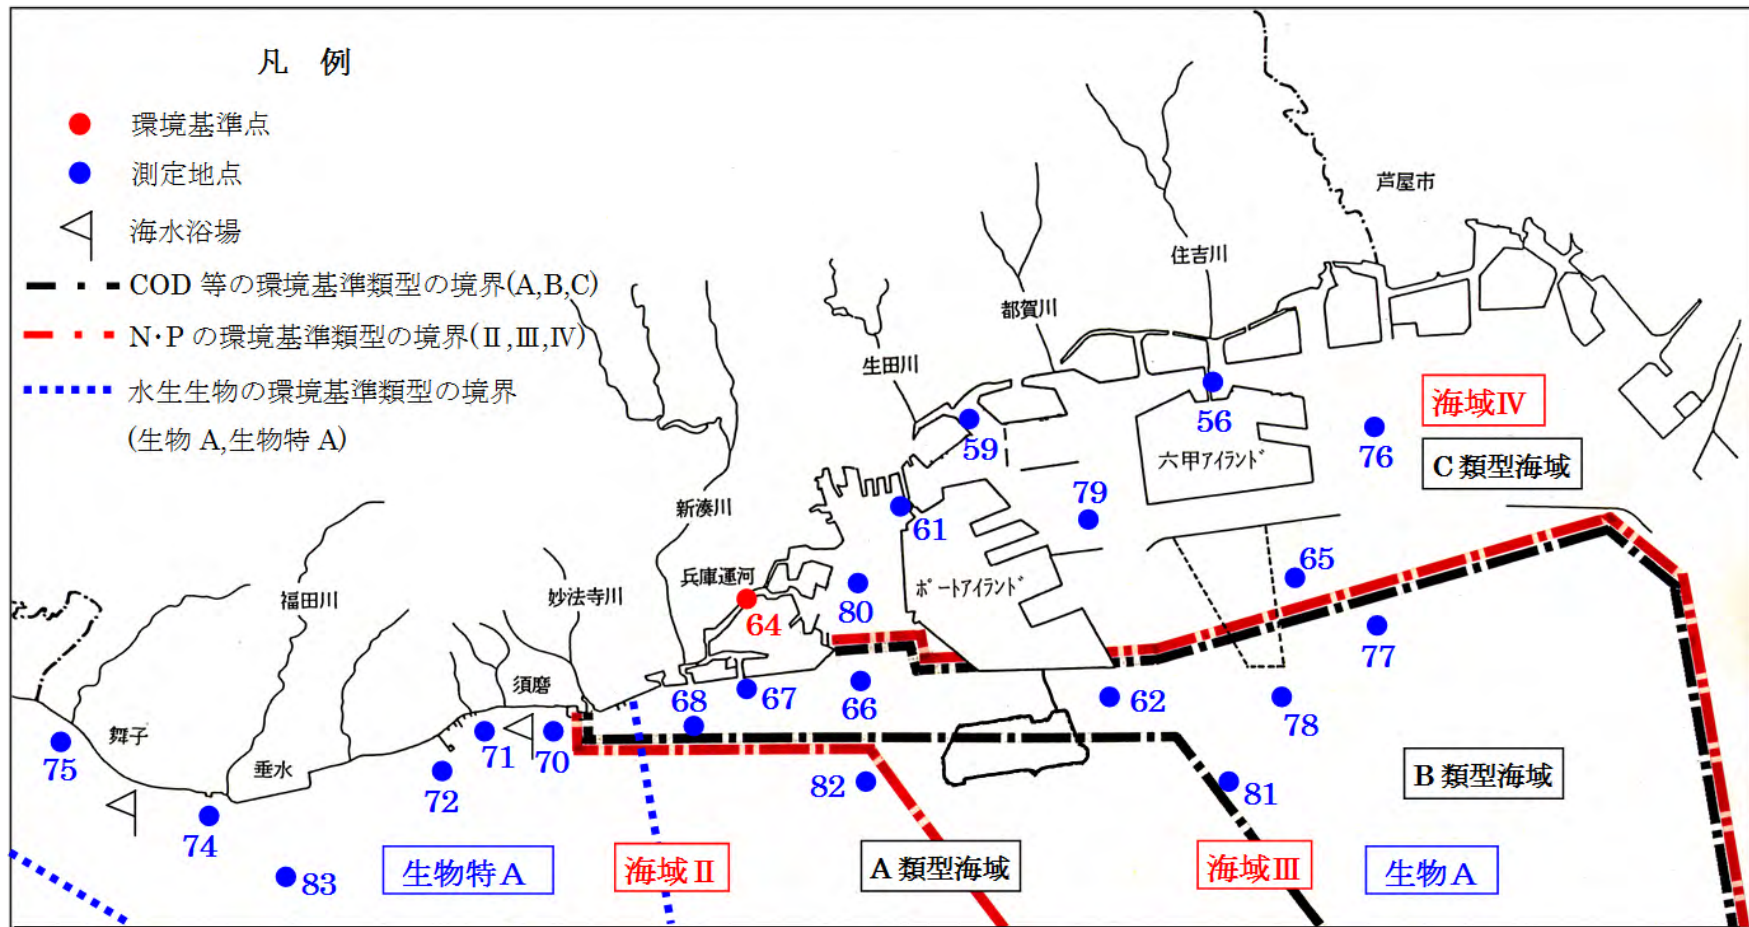 凡 例
環境基準点
測定地点
海水浴場
COD 等の環境基準類型の境界(A,B,C)
N・P の環境基準類型の境界(Ⅱ,Ⅲ,Ⅳ)
水生生物の環境基準類型の境界
(生物 A,生物特 A)
芦屋市
住吉川
都賀川
生田川
新湊川
兵庫運河
妙法寺川
福田川
須磨
舞子
垂水
六甲アイランド
ポートアイランド
海域Ⅳ
C 類型海域
B 類型海域
A 類型海域
海域Ⅲ
海域Ⅱ
生物 A
生物特 A
56
59
76
79
61
65
80
64
77
68
67
66
62
78
75
71
70
72
82
81
74
83